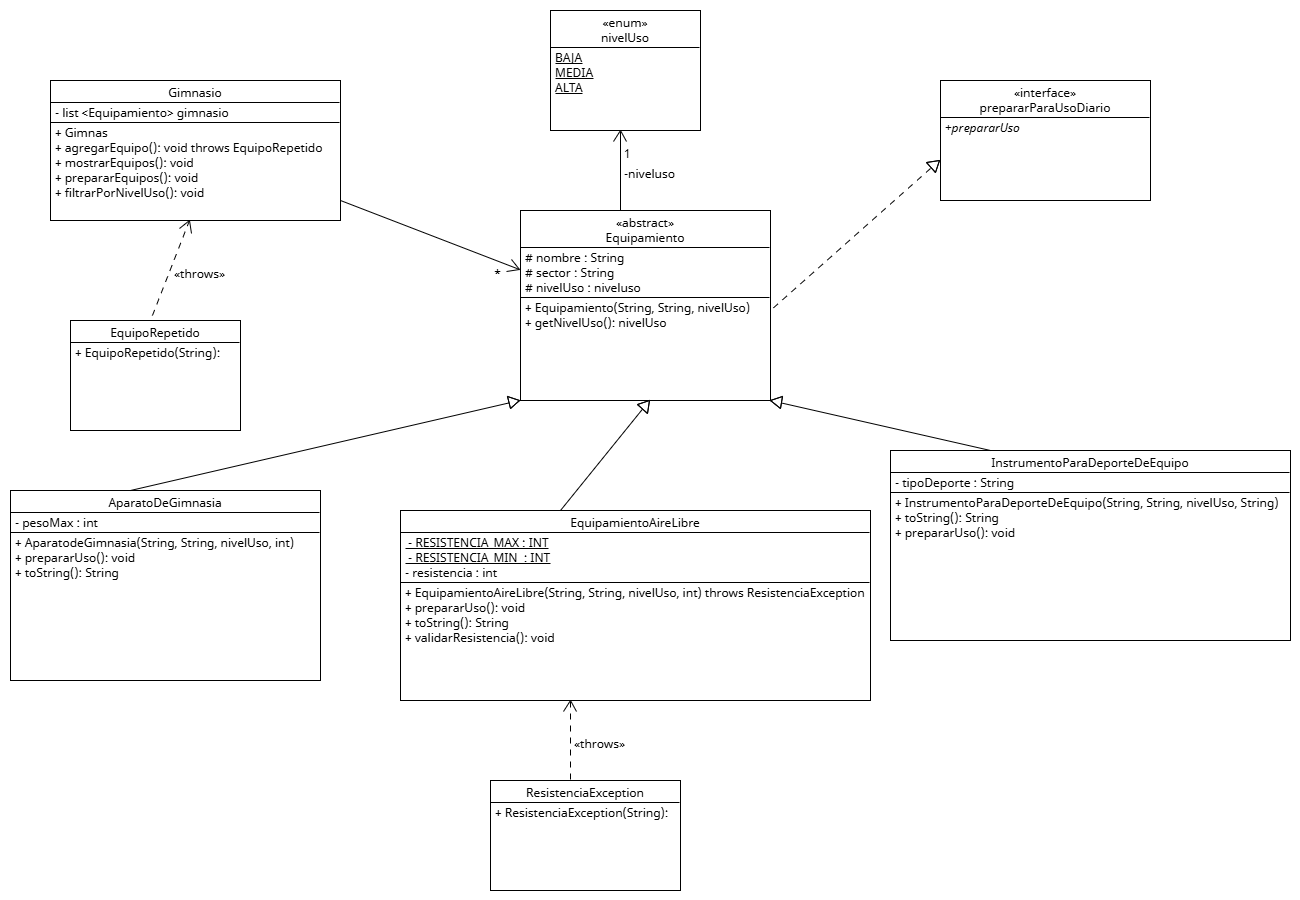 «enum»
nivelUso
BAJA
MEDIA
ALTA
Gimnasio
- list <Equipamiento> gimnasio
+ Gimnas
+ agregarEquipo(): void throws EquipoRepetido
+ mostrarEquipos(): void
+ prepararEquipos(): void
+ filtrarPorNivelUso(): void
«interface»
prepararParaUsoDiario
+prepararUso
1
-niveluso
«abstract»
Equipamiento
# nombre : String
# sector : String
# nivelUso : niveluso
+ Equipamiento(String, String, nivelUso)
+ getNivelUso(): nivelUso
*
«throws»
EquipoRepetido
+ EquipoRepetido(String):
AparatoDeGimnasia
- pesoMax : int
+ AparatodeGimnasia(String, String, nivelUso, int)
+ prepararUso(): void
+ toString(): String
EquipamientoAireLibre
- RESISTENCIA_MAX : INT
- RESISTENCIA_MIN : INT
- resistencia : int
+ EquipamientoAireLibre(String, String, nivelUso, int) throws ResistenciaException
+ prepararUso(): void
+ toString(): String
+ validarResistencia(): void
InstrumentoParaDeporteDeEquipo
- tipoDeporte : String
+ InstrumentoParaDeporteDeEquipo(String, String, nivelUso, String)
+ toString(): String
+ prepararUso(): void
«throws»
ResistenciaException
+ ResistenciaException(String):